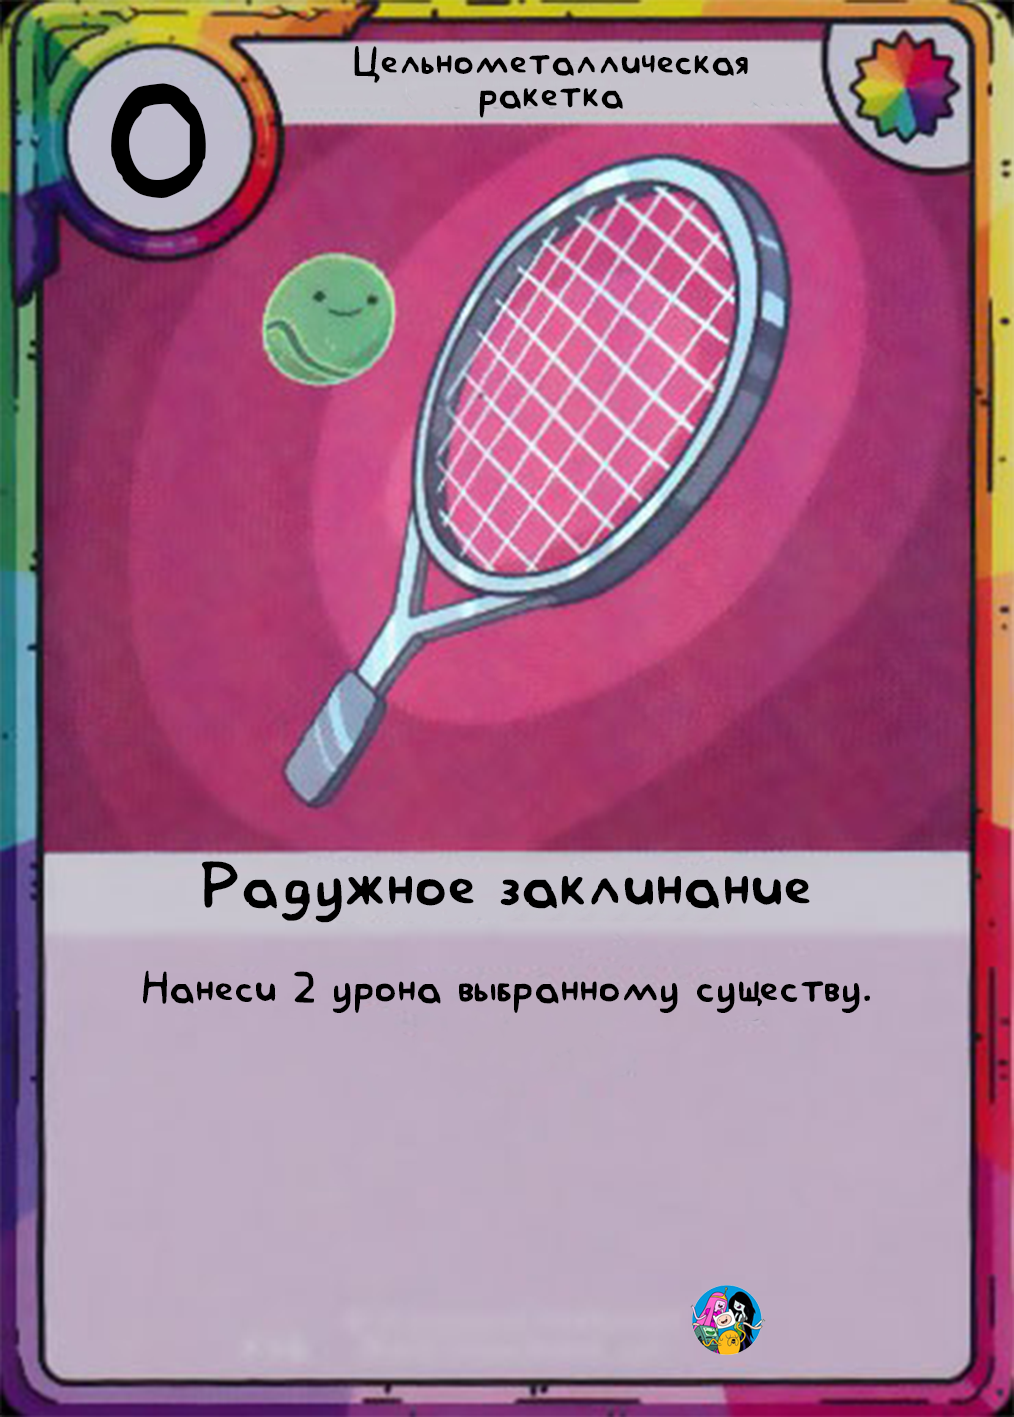 0
Цельнометаллическая
ракетка
Радужное заклинание
Нанеси 2 урона выбранному существу.